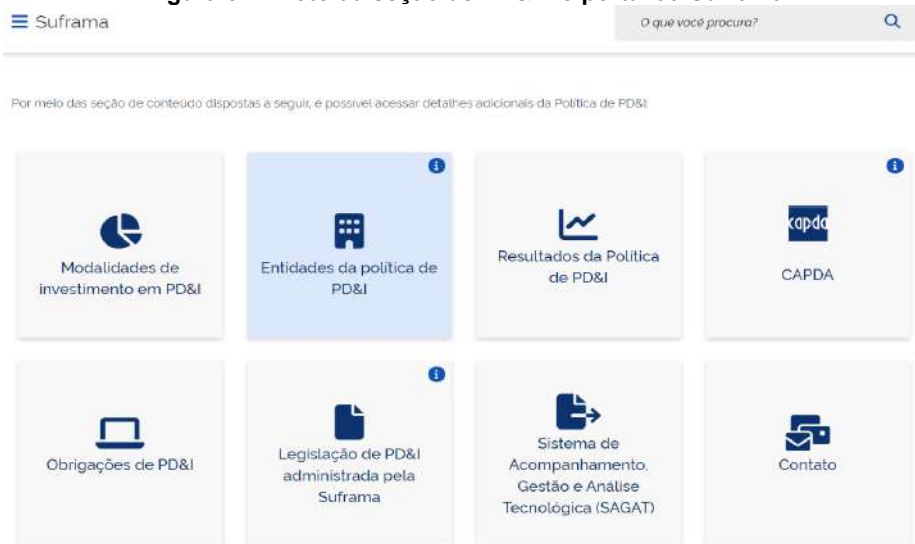 Suframa
O que você procura?
Por meio das seção de conteúdo dispostas a seguir, é possível acessar detalhes adicionais da Política de PD&I:
Modalidades de
investimento em PD&I
Entidades da política de
PD&I
Resultados da Política
de PD&I
capda
CAPDA
Obrigações de PD&I
Legislação de PD&I
administrada pela
Suframa
Sistema de
Acompanhamento,
Gestão e Análise
Tecnológica (SAGAT)
Contato